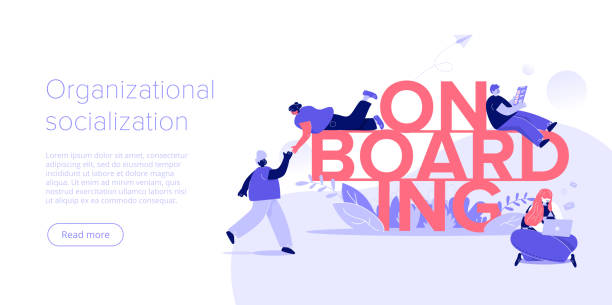 Organizational
socialization
Lorem ipsum dolor sit amet, consectetur
adipiscing elit, sed do eiusmod tempor
incididunt ut labore et dolore magna
aliqua. Ut enim ad minim veniam, quis
nostrud exercitation ullamco laboris nisi ut
aliquip ex ea commodo consequat.
Read more
ON
BOARD
ING